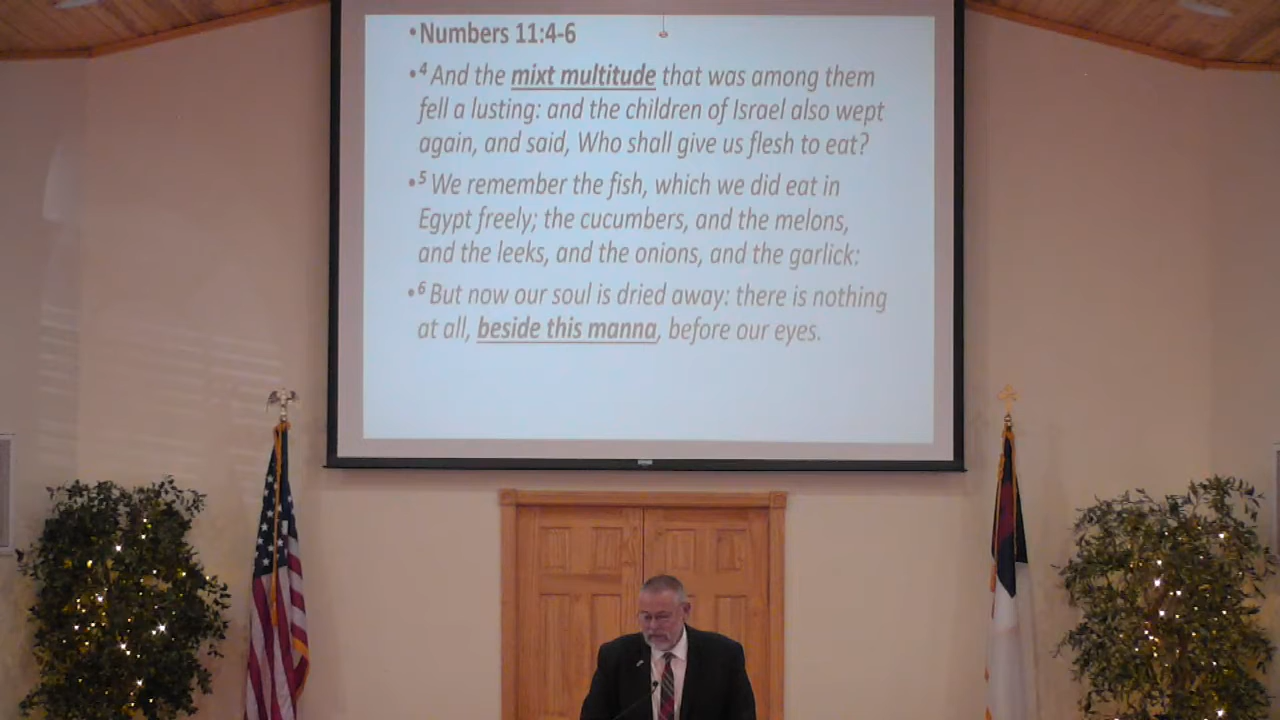 •Numbers 11:4-6
•4 And the mixt multitude that was among them
fell a lusting: and the children of Israel also wept
again, and said, Who shall give us flesh to eat?
•5 We remember the fish, which we did eat in
Egypt freely; the cucumbers, and the melons,
and the leeks, and the onions, and the garlick:
•6 But now our soul is dried away: there is nothing
at all, beside this manna, before our eyes.